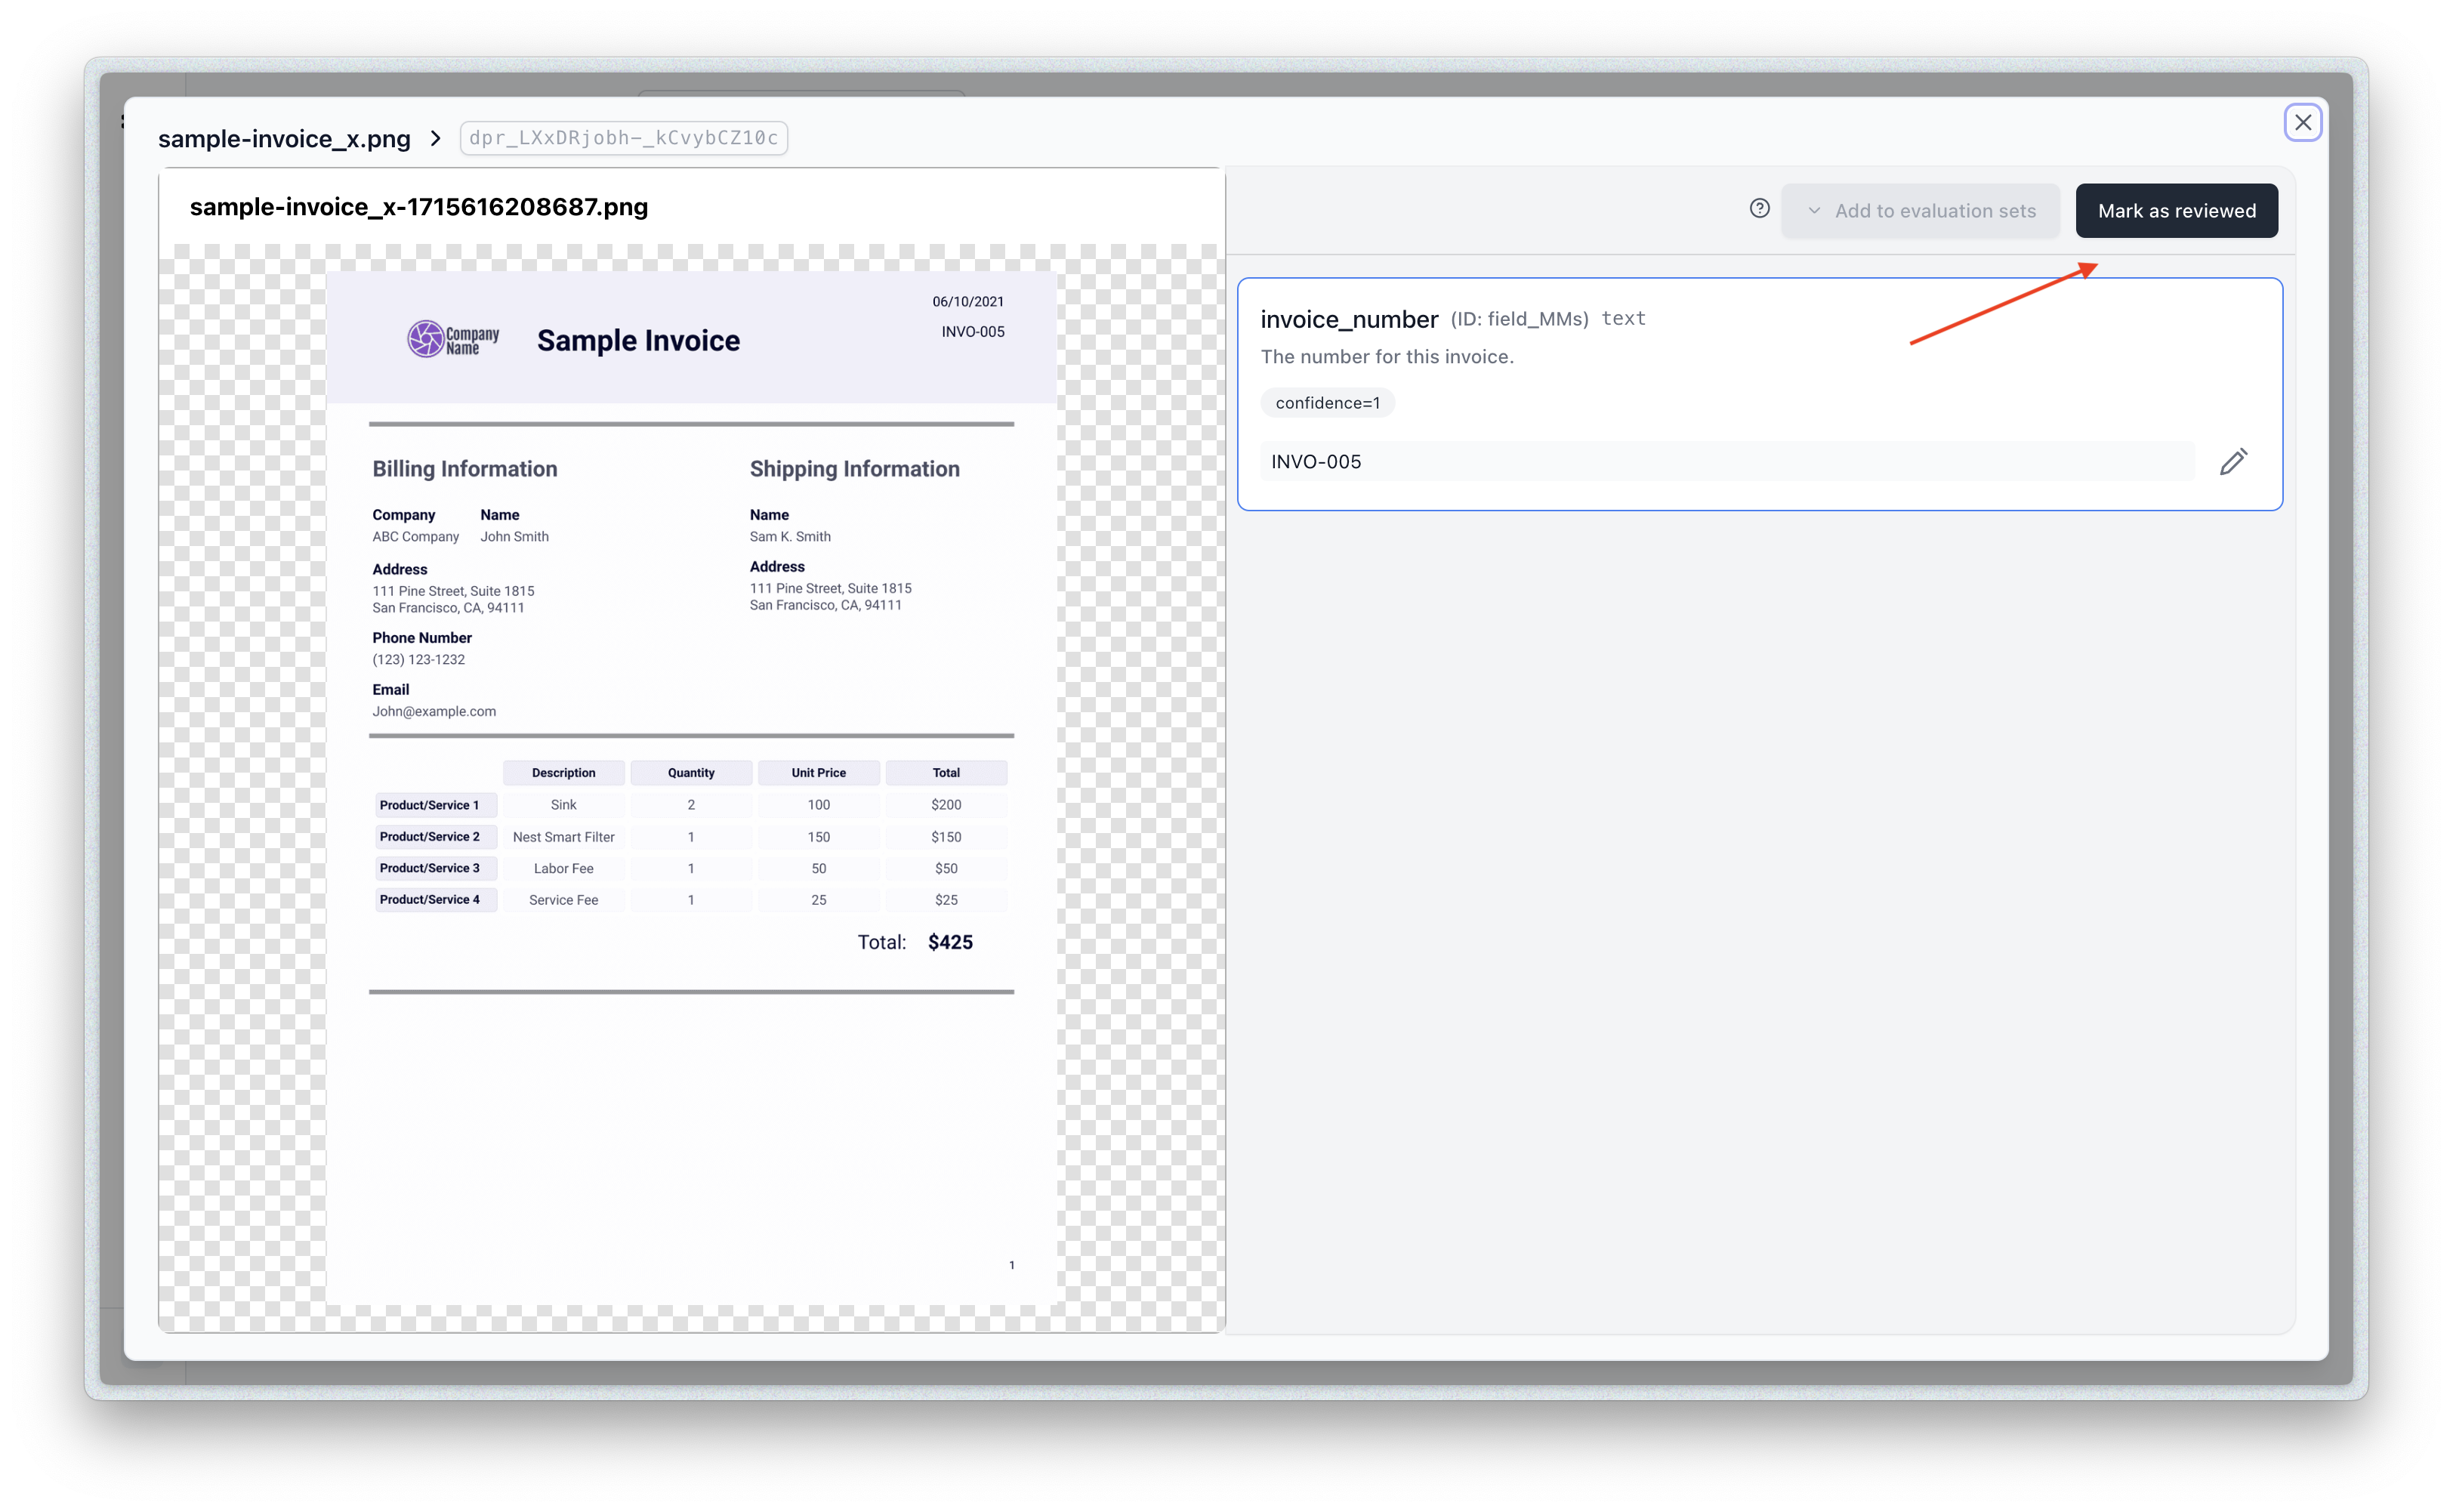 sample-invoice_x.png
dpr_LXxDRjobh-_kCvybCZ10c
sample-invoice_x-1715616208687.png
Add to evaluation sets
Mark as reviewed
06/10/2021
INVO-005
Company
Name
Sample Invoice
Billing Information
Company Name
ABC Company John Smith
Address
111 Pine Street, Suite 1815
San Francisco, CA, 94111
Phone Number
(123) 123-1232
Email
John@example.com
Shipping Information
Name
Sam K. Smith
Address
111 Pine Street, Suite 1815
San Francisco, CA, 94111
Description Quantity Unit Price Total
Product/Service 1 Sink 2 100 $200
Product/Service 2 Nest Smart Filter 1 150 $150
Product/Service 3 Labor Fee 1 50 $50
Product/Service 4 Service Fee 1 25 $25
Total: $425
1
invoice_number (ID: field_MMs) text
The number for this invoice.
confidence=1
INVO-005